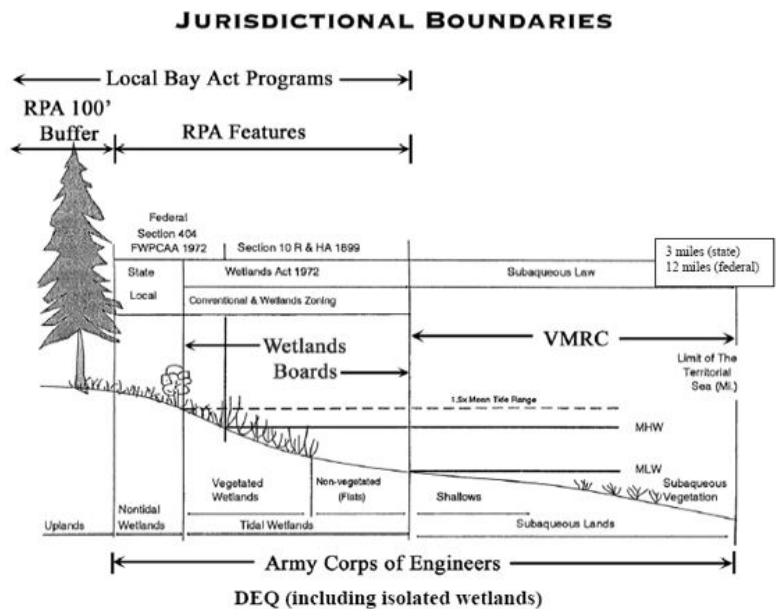 JURISDICTIONAL BOUNDARIES
Local Bay Act Programs
RPA 100'
Buffer
RPA Features
Federal
Section 404
FWPCAA 1972
Section 10 R & HA 1899
3 miles (state)
12 miles (federal)
State
Wetlands Act 1972
Subaqueous Law
Local
Conventional & Wetlands Zoning
Wetlands
Boards
VMRC
Limit of The
Territorial
Sea (Mi.)
1.5x Mean Tide Range
MHW
MLW
Vegetated
Wetlands
Non-vegetated
(Flats)
Shallows
Subaqueous
Vegetation
Uplands
Nontidal
Wetlands
Tidal Wetlands
Subaqueous Lands
Army Corps of Engineers
DEQ (including isolated wetlands)